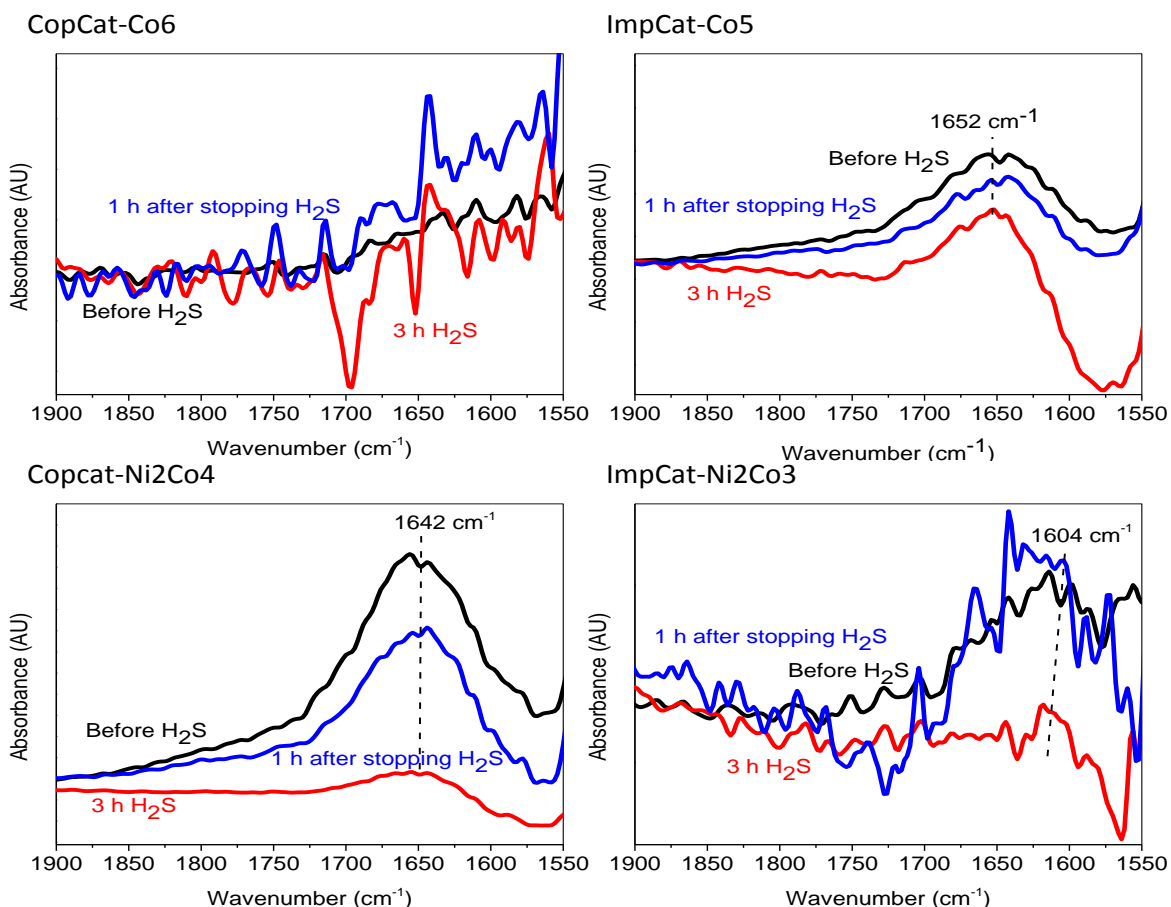 CopCat-Co6
Absorbance (AU)
1 h after stopping H2S
Before H2S
3 h H2S
1900 1850 1800 1750 1700 1650 1600 1550
Wavenumber (cm-1)
ImpCat-Co5
Absorbance (AU)
1652 cm-1
Before H2S
1 h after stopping H2S
3 h H2S
1900 1850 1800 1750 1700 1650 1600 1550
Wavenumber (cm-1)
Copcat-Ni2Co4
Absorbance (AU)
1642 cm-1
Before H2S
1 h after stopping H2S
3 h H2S
1900 1850 1800 1750 1700 1650 1600 1550
Wavenumber (cm-1)
ImpCat-Ni2Co3
Absorbance (AU)
1604 cm-1
1 h after stopping H2S
Before H2S
3 h H2S
1900 1850 1800 1750 1700 1650 1600 1550
Wavenumber (cm-1)